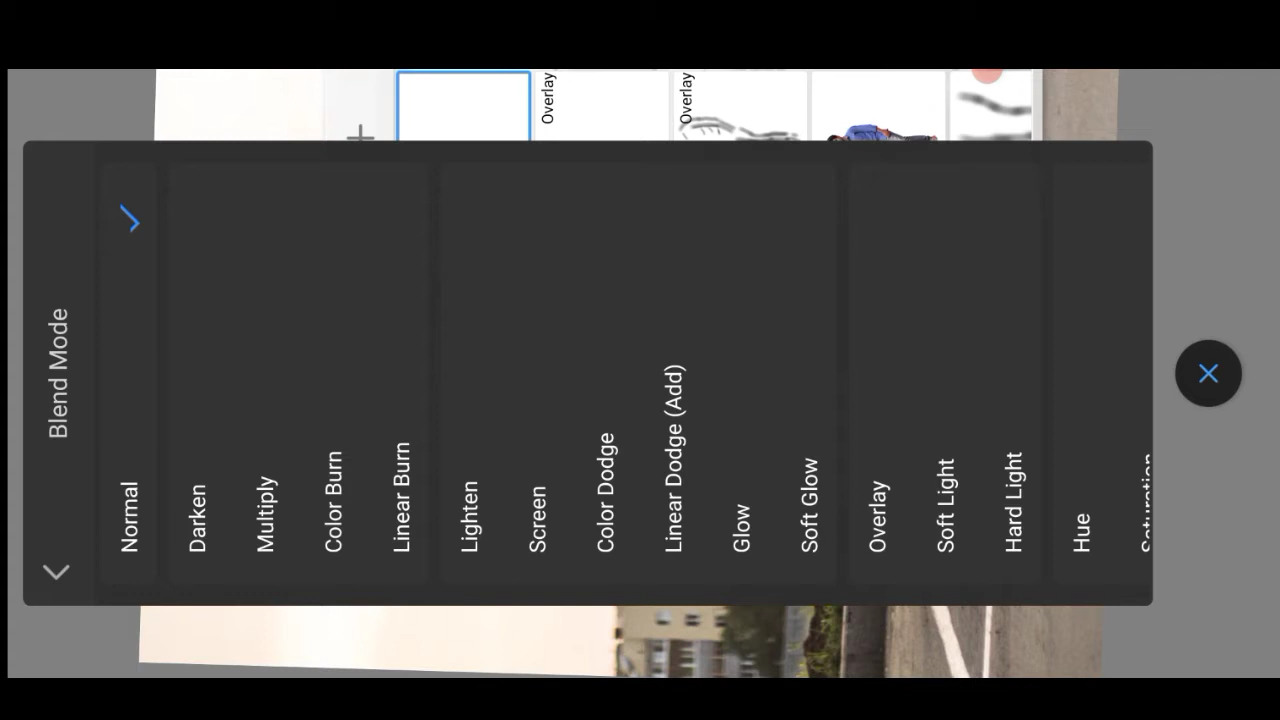 Overlay
Overlay
Blend Mode
Normal
Darken
Multiply
Color Burn
Linear Burn
Lighten
Screen
Color Dodge
Linear Dodge (Add)
Glow
Soft Glow
Overlay
Soft Light
Hard Light
Hue
Saturation